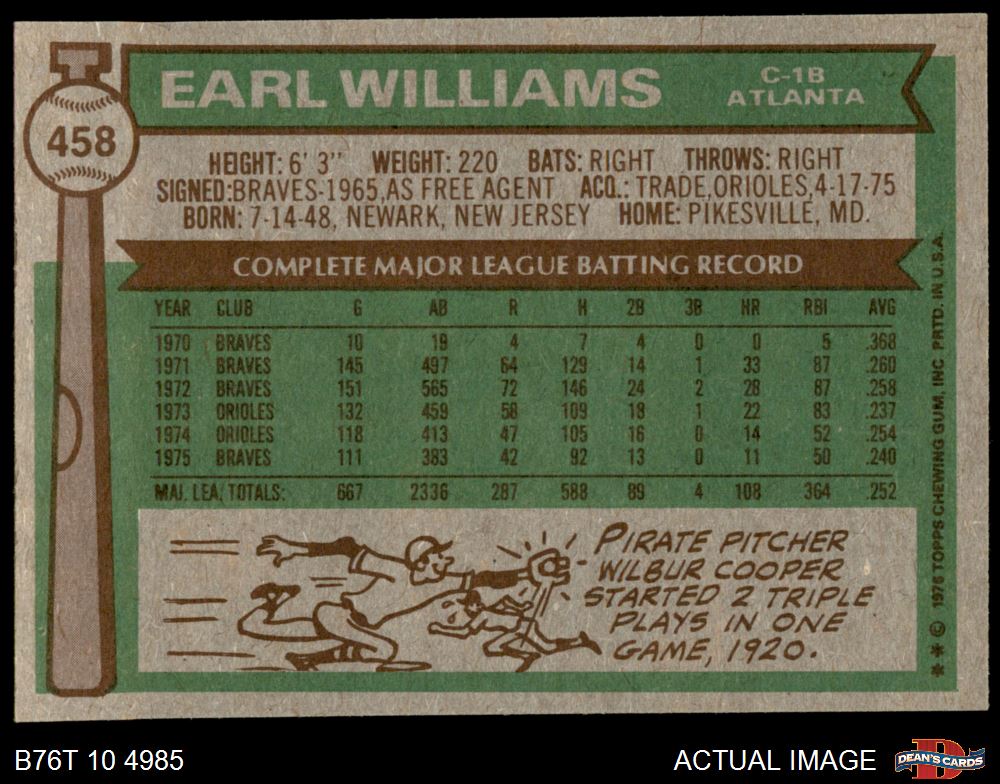 458
EARL WILLIAMS
C-1B
ATLANTA
HEIGHT: 6' 3" WEIGHT: 220 BATS: RIGHT THROWS: RIGHT
SIGNED:BRAVES-1965,AS FREE AGENT ACQ.: TRADE,ORIOLES,4-17-75
BORN: 7-14-48, NEWARK, NEW JERSEY HOME: PIKESVILLE, MD.
COMPLETE MAJOR LEAGUE BATTING RECORD
YEAR CLUB G AB R H 2B 3B HR RBI AVG
1970 BRAVES 10 19 4 7 4 0 0 5 .368
1971 BRAVES 145 497 64 129 14 1 33 87 .260
1972 BRAVES 151 565 72 146 24 2 28 87 .258
1973 ORIOLES 132 459 58 109 18 1 22 83 .237
1974 ORIOLES 118 413 47 105 16 0 14 52 .254
1975 BRAVES 111 383 42 92 13 0 11 50 .240
MAJ. LEA. TOTALS: 667 2336 287 588 89 4 108 364 .252
PIRATE PITCHER
WILBUR COOPER
STARTED 2 TRIPLE
PLAYS IN ONE
GAME, 1920.
** © 1976 TOPPS CHEWING GUM, INC PRTD. IN U.S.A.
B76T 10 4985
ACTUAL IMAGE
D
DEAN'S CARDS